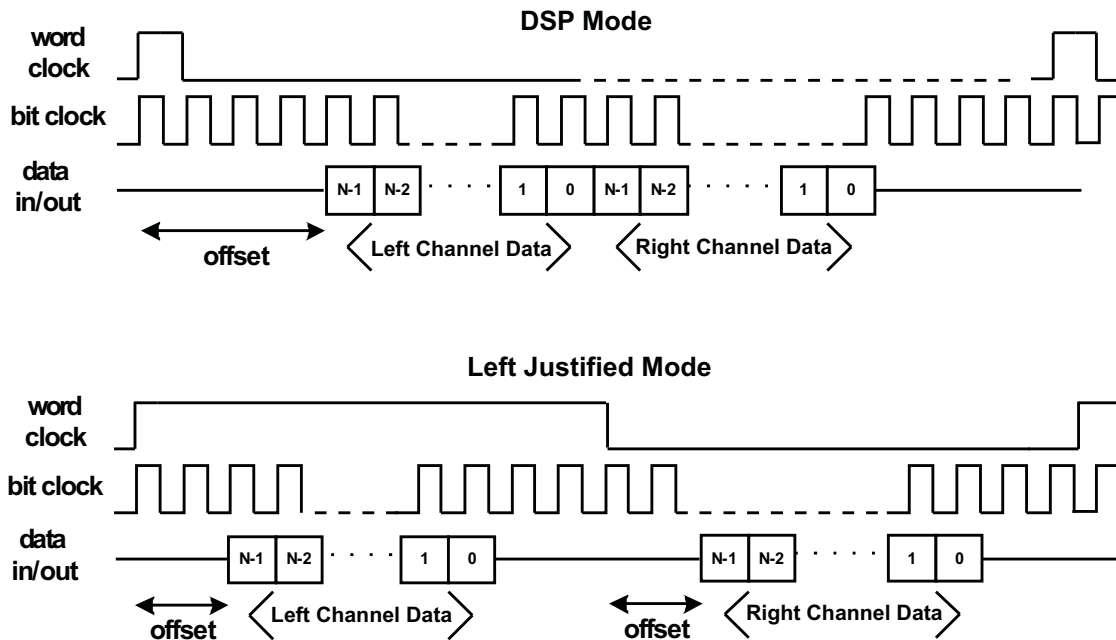 DSP Mode
word
clock
bit clock
data
in/out
N-1 N-2 1 0 N-1 N-2 1 0
offset
Left Channel Data
Right Channel Data
Left Justified Mode
word
clock
bit clock
data
in/out
N-1 N-2 1 0 N-1 N-2 1 0
offset
Left Channel Data
offset
Right Channel Data